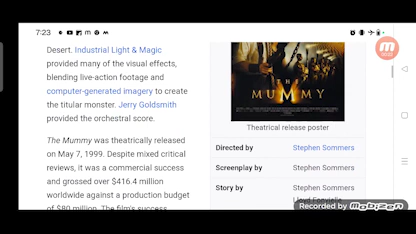 7:23
Desert. Industrial Light & Magic
provided many of the visual effects,
blending live-action footage and
computer-generated imagery to create
the titular monster. Jerry Goldsmith
provided the orchestral score.
The Mummy was theatrically released
on May 7, 1999. Despite mixed critical
reviews, it was a commercial success
and grossed over $416.4 million
worldwide against a production budget
of $80 million. The film's success
THE
MUMMY
Theatrical release poster
Directed by Stephen Sommers
Screenplay by Stephen Sommers
Story by Stephen Sommers
Lloyd Fonvielle
Recorded by mobizen